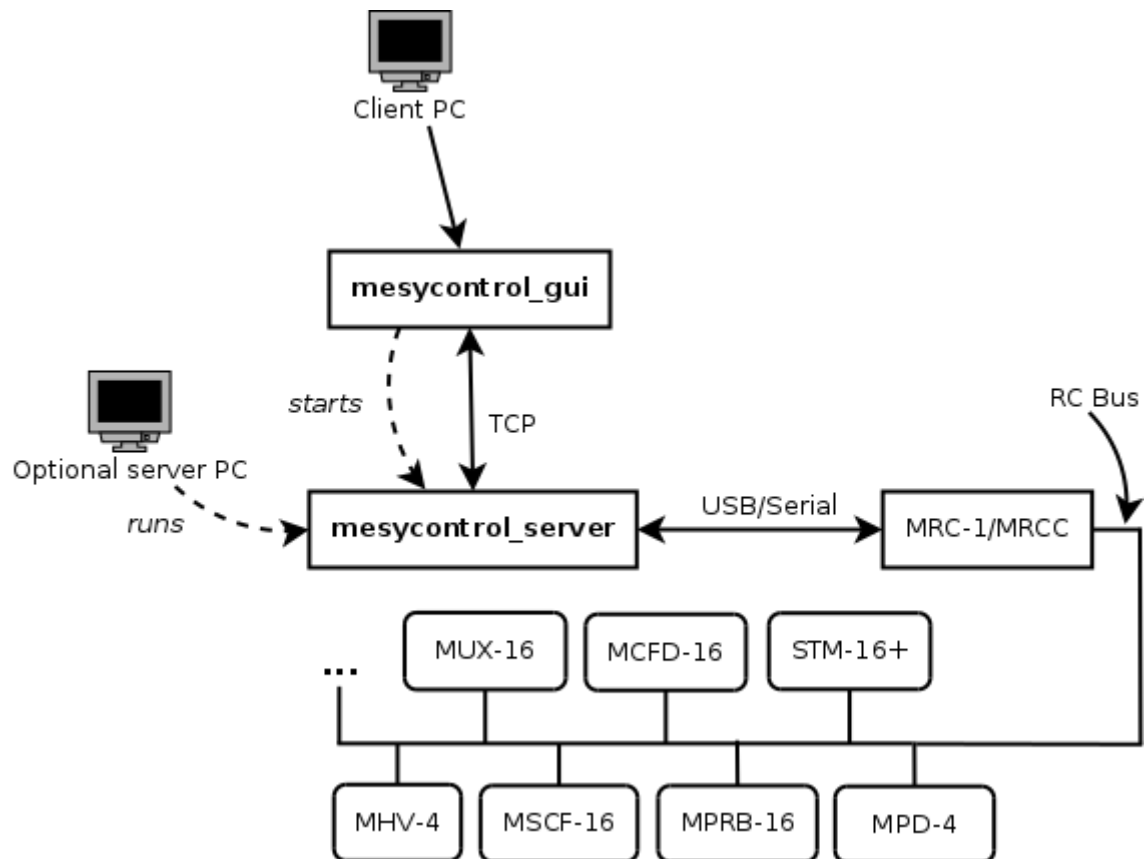 Client PC
mesycontrol_gui
starts
TCP
RC Bus
Optional server PC
runs
mesycontrol_server
USB/Serial
MRC-1/MRCC
...
MUX-16
MCFD-16
STM-16+
MHV-4
MSCF-16
MPRB-16
MPD-4